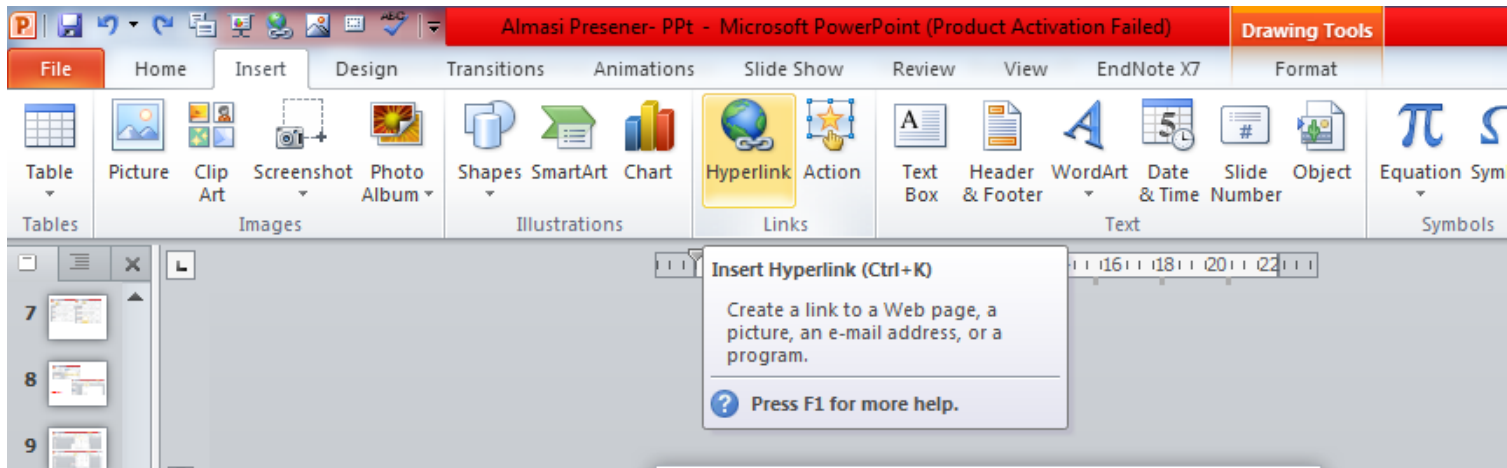 ABC
Almasi Presener- PPt - Microsoft PowerPoint (Product Activation Failed)
Drawing Tools
File Home Insert Design Transitions Animations Slide Show Review View EndNote X7 Format
Table Picture Clip Art Screenshot Photo Album Shapes SmartArt Chart Hyperlink Action Text Box Header & Footer WordArt Date & Time Slide Number Object Equation Sym
Tables Images Illustrations Links Text Symbols
16 18 20 22
Insert Hyperlink (Ctrl+K)
Create a link to a Web page, a
picture, an e-mail address, or a
program.
Press F1 for more help.
7
8
9